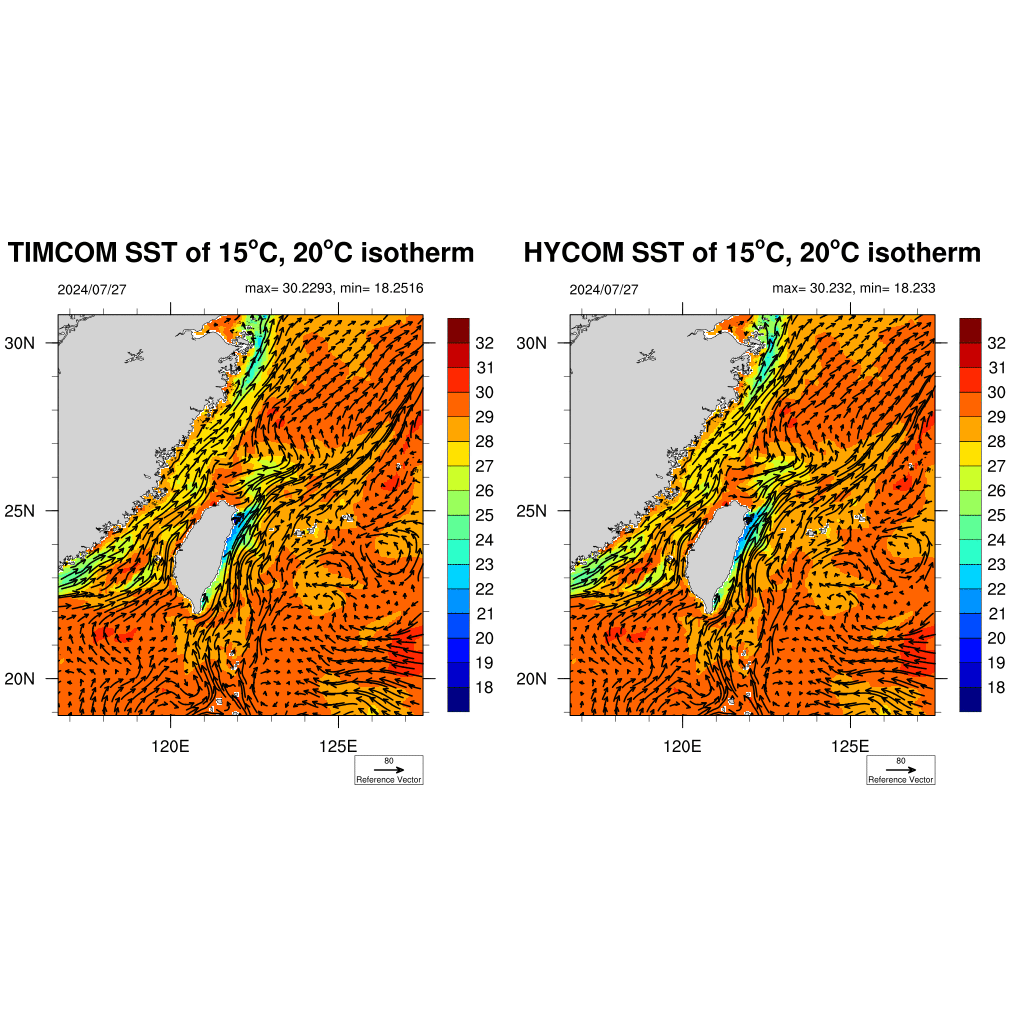 TIMCOM SST of 15°C, 20°C isotherm
2024/07/27
max= 30.2293, min= 18.2516
30N
25N
20N
120E
125E
32
31
30
29
28
27
26
25
24
23
22
21
20
19
18
80
Reference Vector
HYCOM SST of 15°C, 20°C isotherm
2024/07/27
max= 30.232, min= 18.233
30N
25N
20N
120E
125E
32
31
30
29
28
27
26
25
24
23
22
21
20
19
18
80
Reference Vector